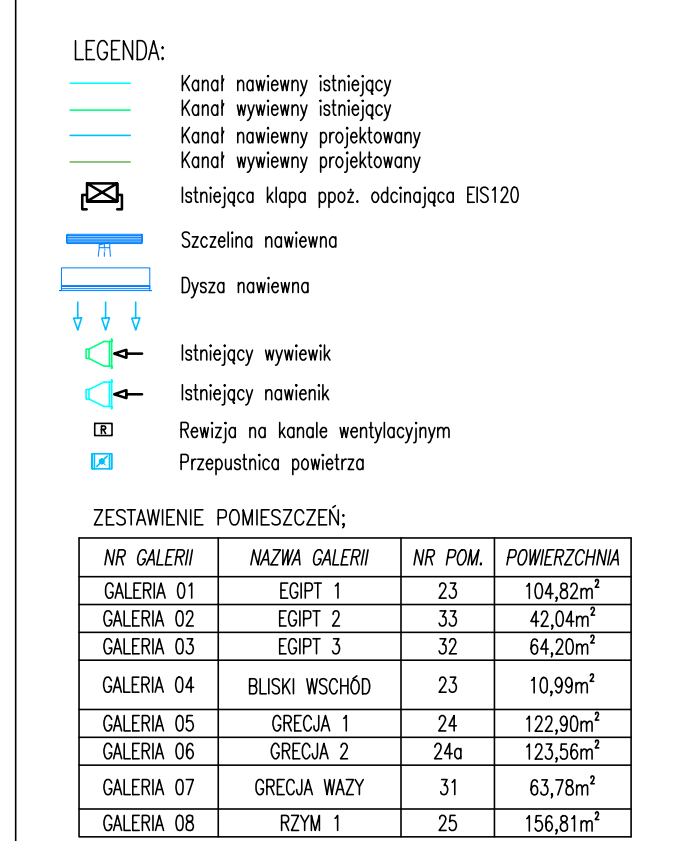 LEGENDA:
Kanał nawiewny istniejący
Kanał wywiewny istniejący
Kanał nawiewny projektowany
Kanał wywiewny projektowany
Istniejąca klapa ppoż. odcinająca EIS120
Szczelina nawiewna
Dysza nawiewna
Istniejący wywiewik
Istniejący nawienik
R Rewizja na kanale wentylacyjnym
Przepustnica powietrza
ZESTAWIENIE POMIESZCZEŃ;
NR GALERII NAZWA GALERII NR POM. POWIERZCHNIA
GALERIA 01 EGIPT 1 23 104,82m²
GALERIA 02 EGIPT 2 33 42,04m²
GALERIA 03 EGIPT 3 32 64,20m²
GALERIA 04 BLISKI WSCHÓD 23 10,99m²
GALERIA 05 GRECJA 1 24 122,90m²
GALERIA 06 GRECJA 2 24a 123,56m²
GALERIA 07 GRECJA WAZY 31 63,78m²
GALERIA 08 RZYM 1 25 156,81m²